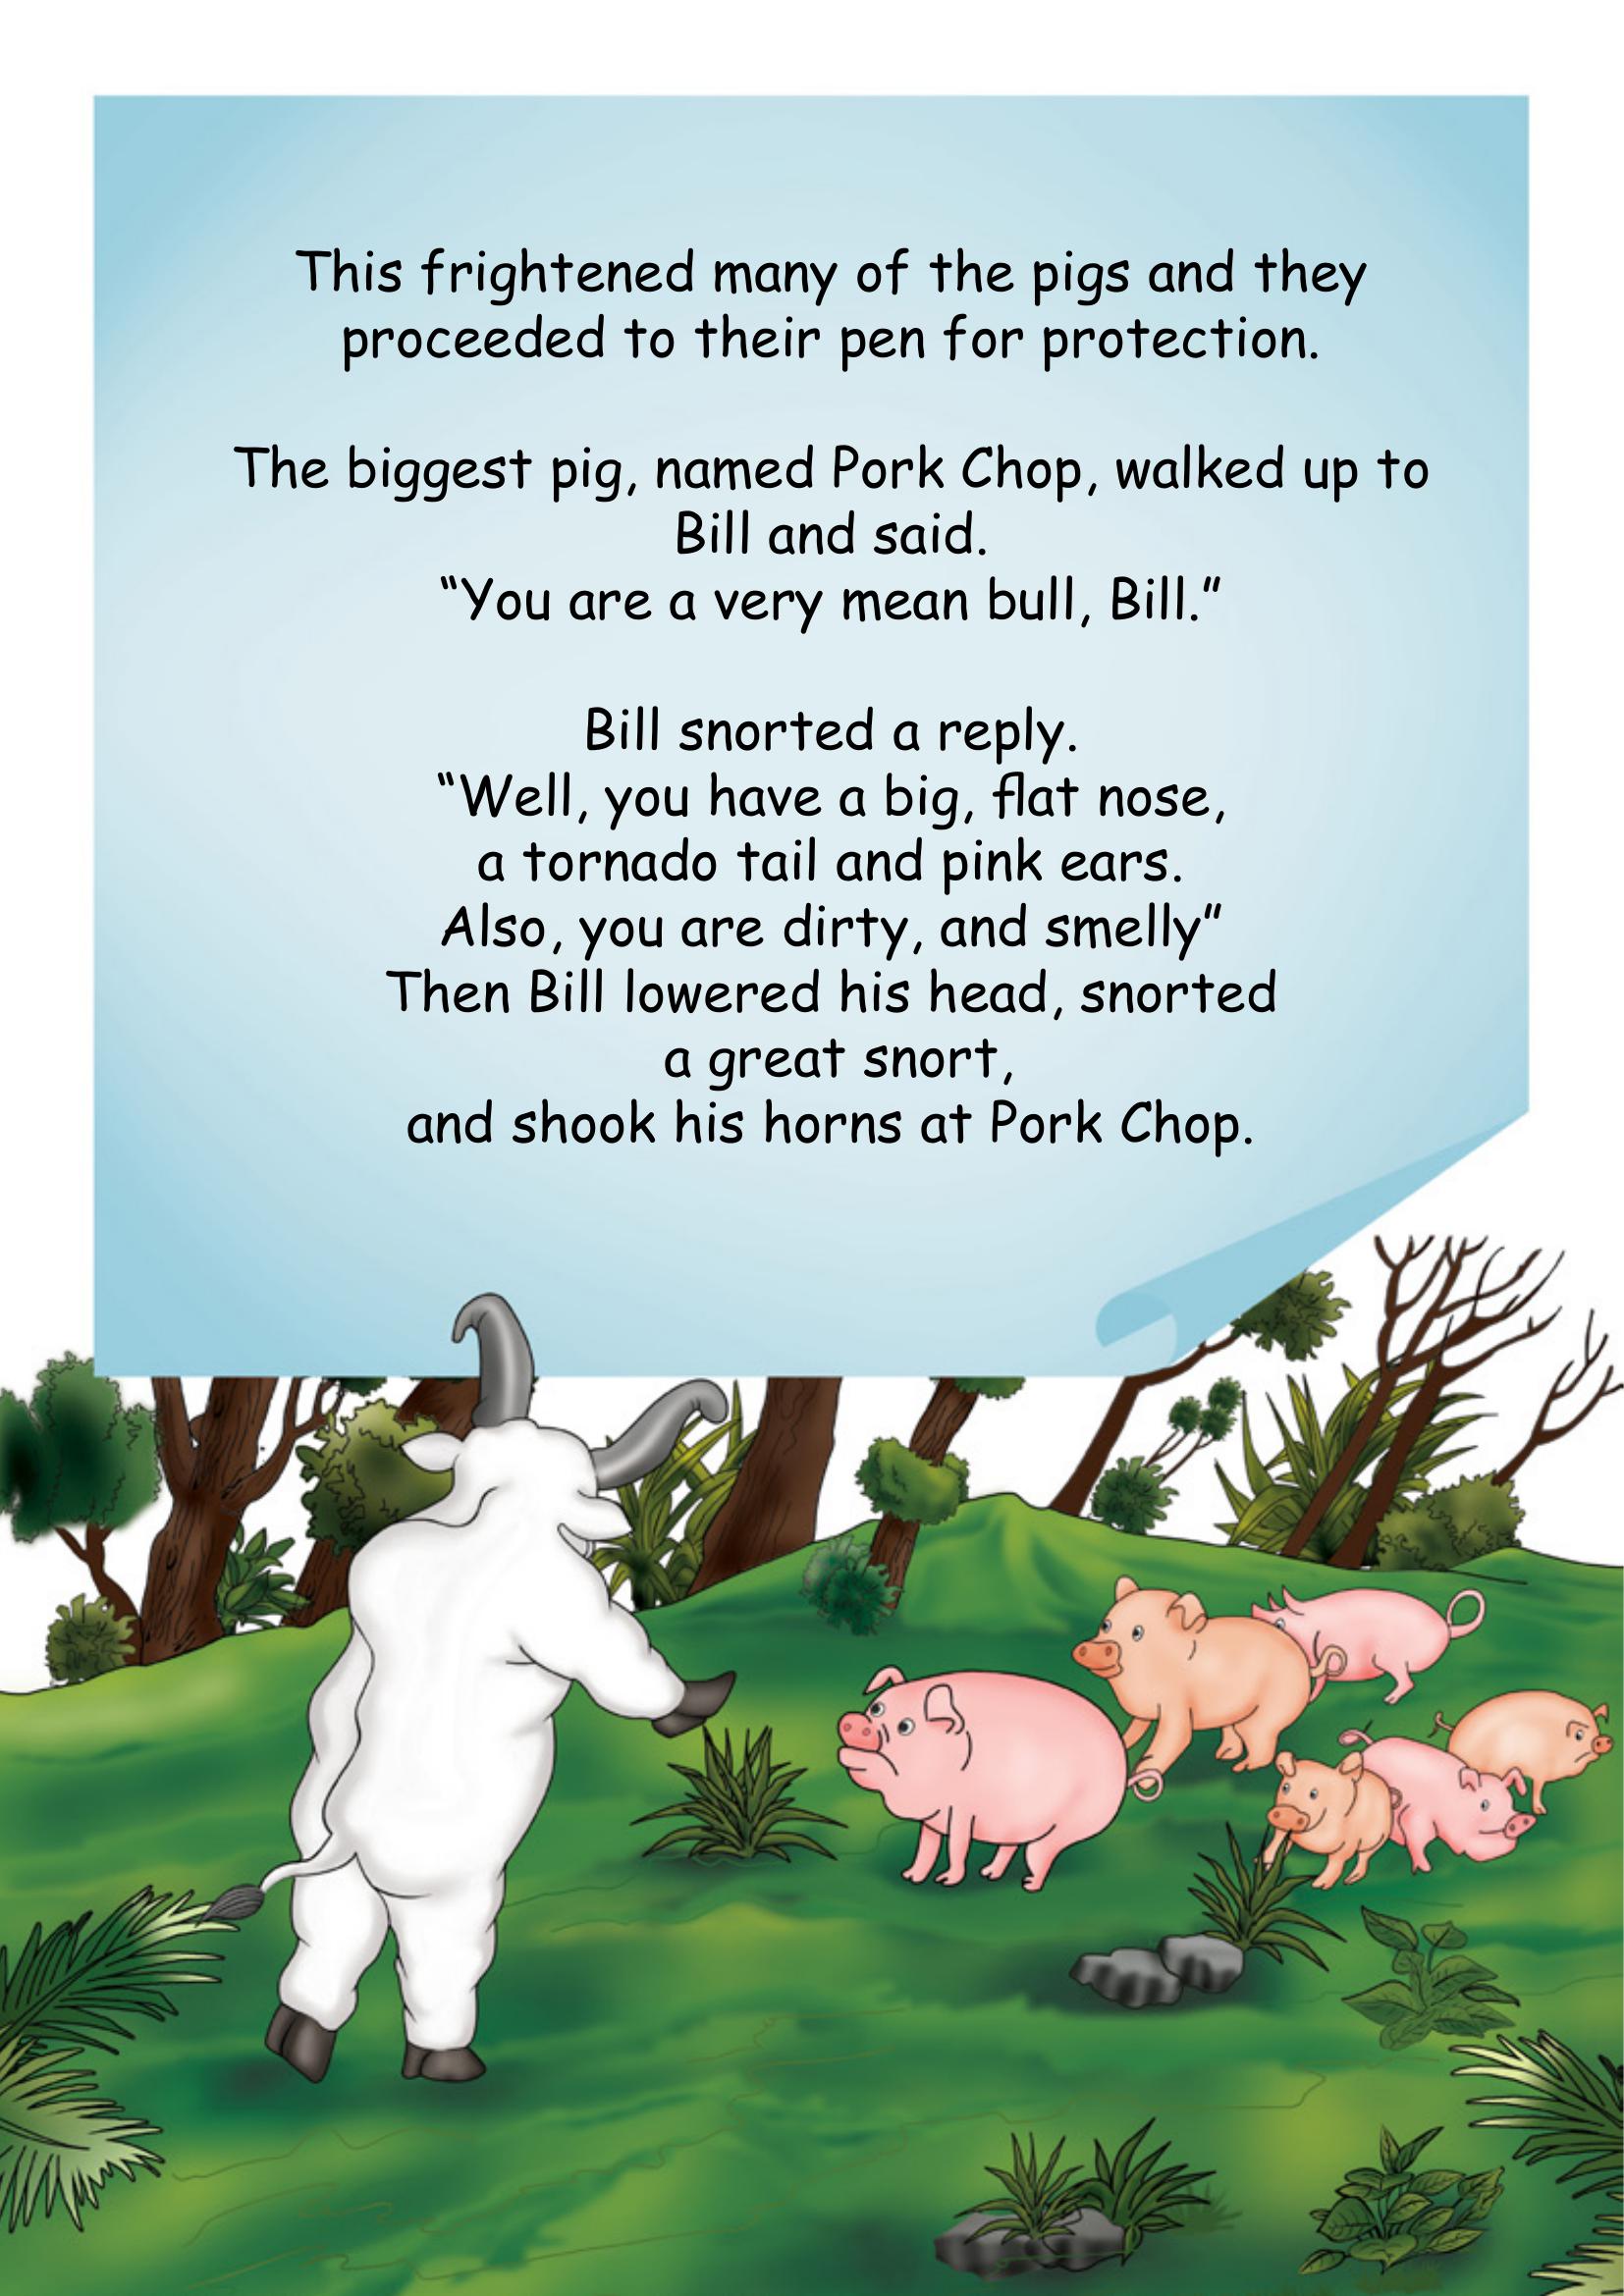 This frightened many of the pigs and they
proceeded to their pen for protection.
The biggest pig, named Pork Chop, walked up to
Bill and said.
“You are a very mean bull, Bill.”
Bill snorted a reply.
“Well, you have a big, flat nose,
a tornado tail and pink ears.
Also, you are dirty, and smelly”
Then Bill lowered his head, snorted
a great snort,
and shook his horns at Pork Chop.